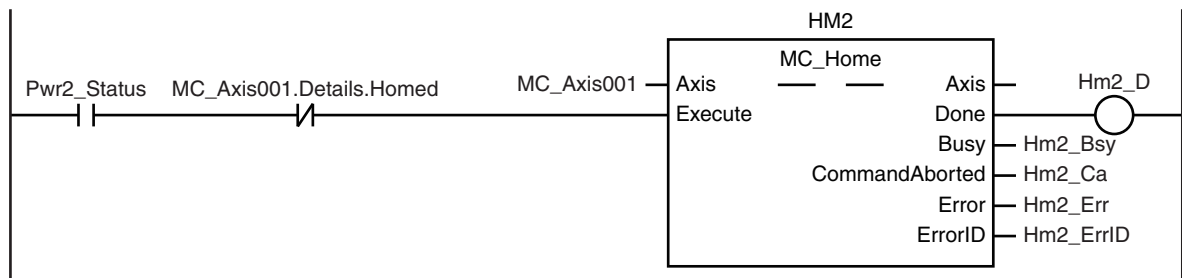 HM2
MC_Home
Pwr2_Status MC_Axis001.Details.Homed MC_Axis001 Axis Axis Hm2_D
Execute Done
Busy Hm2_Bsy
CommandAborted Hm2_Ca
Error Hm2_Err
ErrorID Hm2_ErrID